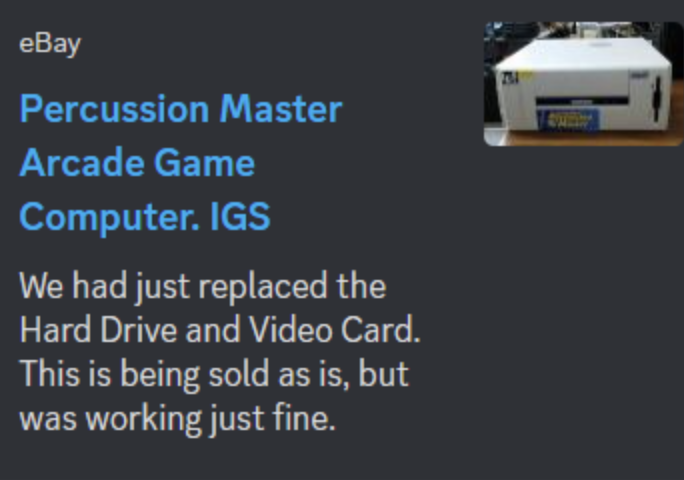 eBay
Percussion Master
Arcade Game
Computer. IGS
We had just replaced the
Hard Drive and Video Card.
This is being sold as is, but
was working just fine.